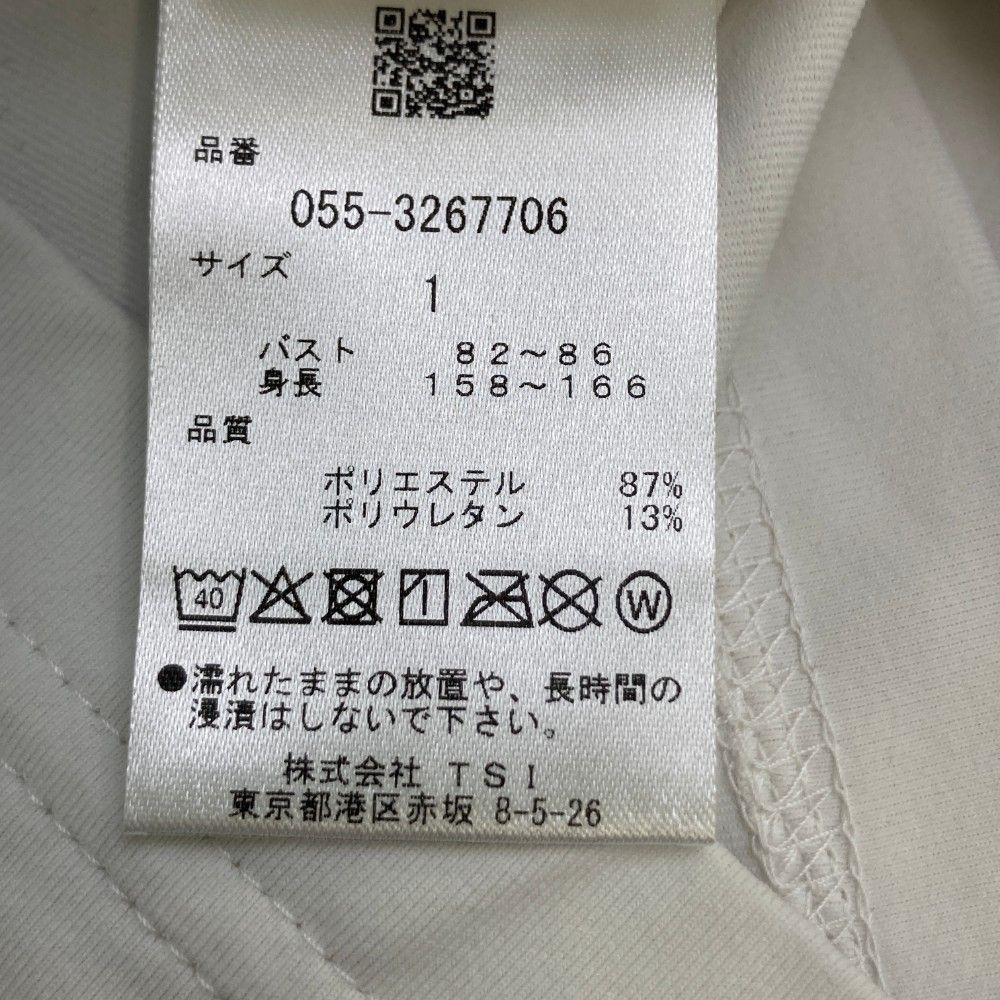 品番
055-3267706
サイズ
1
バスト 82~86
身長 158~166
品質
ポリエステル 87%
ポリウレタン 13%
40 W
●濡れたままの放置や、長時間の
浸漬はしないで下さい。
株式会社 TSI
東京都港区赤坂 8-5-26